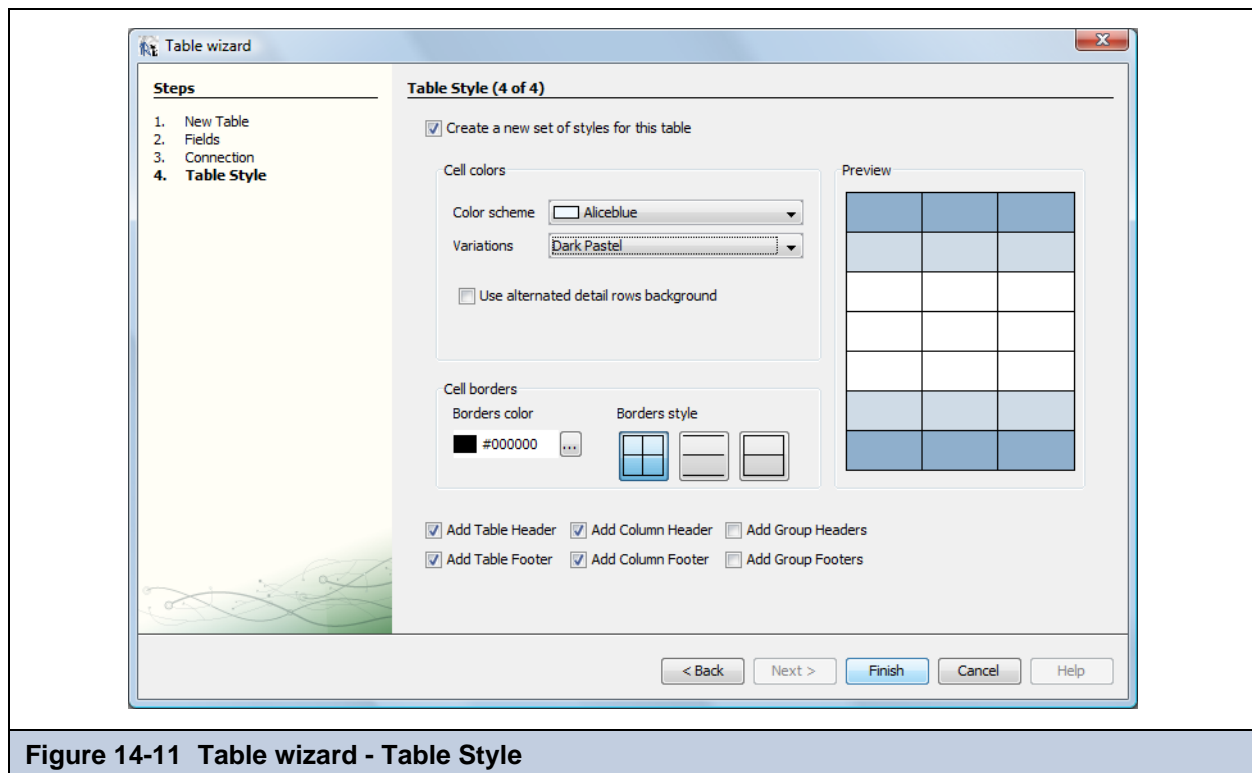 Table wizard
Steps
1. New Table
2. Fields
3. Connection
4. Table Style
Table Style (4 of 4)
Create a new set of styles for this table
Cell colors
Color scheme Aliceblue
Variations Dark Pastel
Use alternated detail rows background
Preview
Cell borders
Borders color Borders style
#000000 ...
Add Table Header Add Column Header Add Group Headers
Add Table Footer Add Column Footer Add Group Footers
< Back Next > Finish Cancel Help
Figure 14-11 Table wizard - Table Style